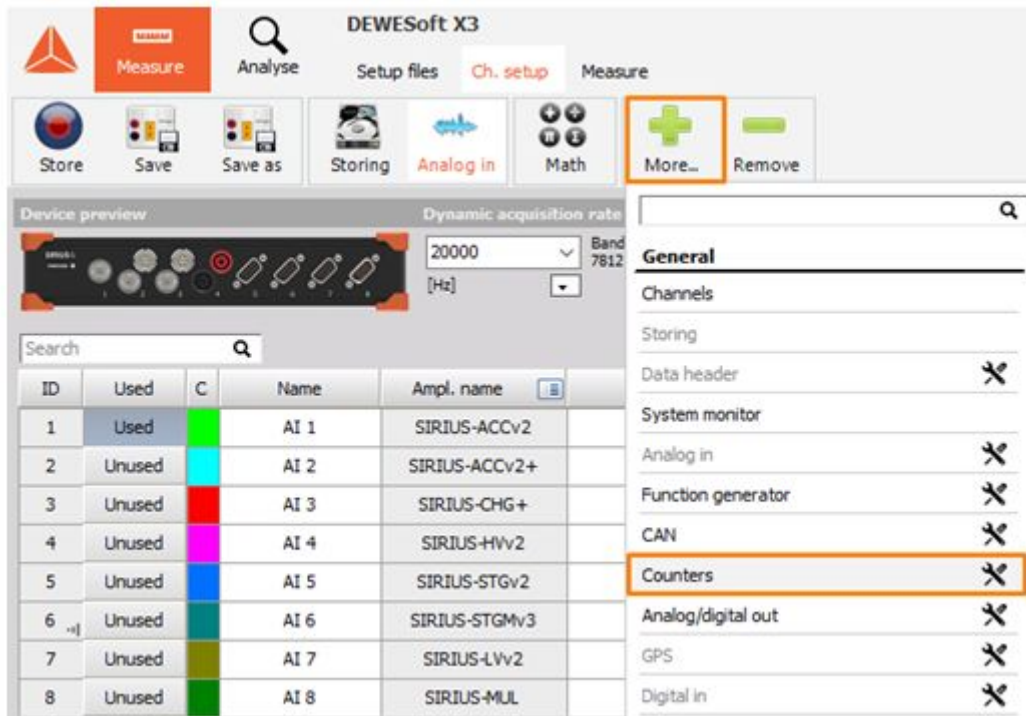 DEWESoft X3
Measure
Analyse
Setup files Ch. setup Measure
Store Save Save as Storing Analog in Math More... Remove
Device preview Dynamic acquisition rate
20000 Band
7812
[Hz]
General
Channels
Storing
Data header
System monitor
Analog in
Function generator
CAN
Counters
Analog/digital out
GPS
Digital in
Search
ID Used C Name Ampl. name
1 Used AI 1 SIRIUS-ACCv2
2 Unused AI 2 SIRIUS-ACCv2+
3 Unused AI 3 SIRIUS-CHG+
4 Unused AI 4 SIRIUS-HVv2
5 Unused AI 5 SIRIUS-STGv2
6 Unused AI 6 SIRIUS-STGMv3
7 Unused AI 7 SIRIUS-LVv2
8 Unused AI 8 SIRIUS-MUL